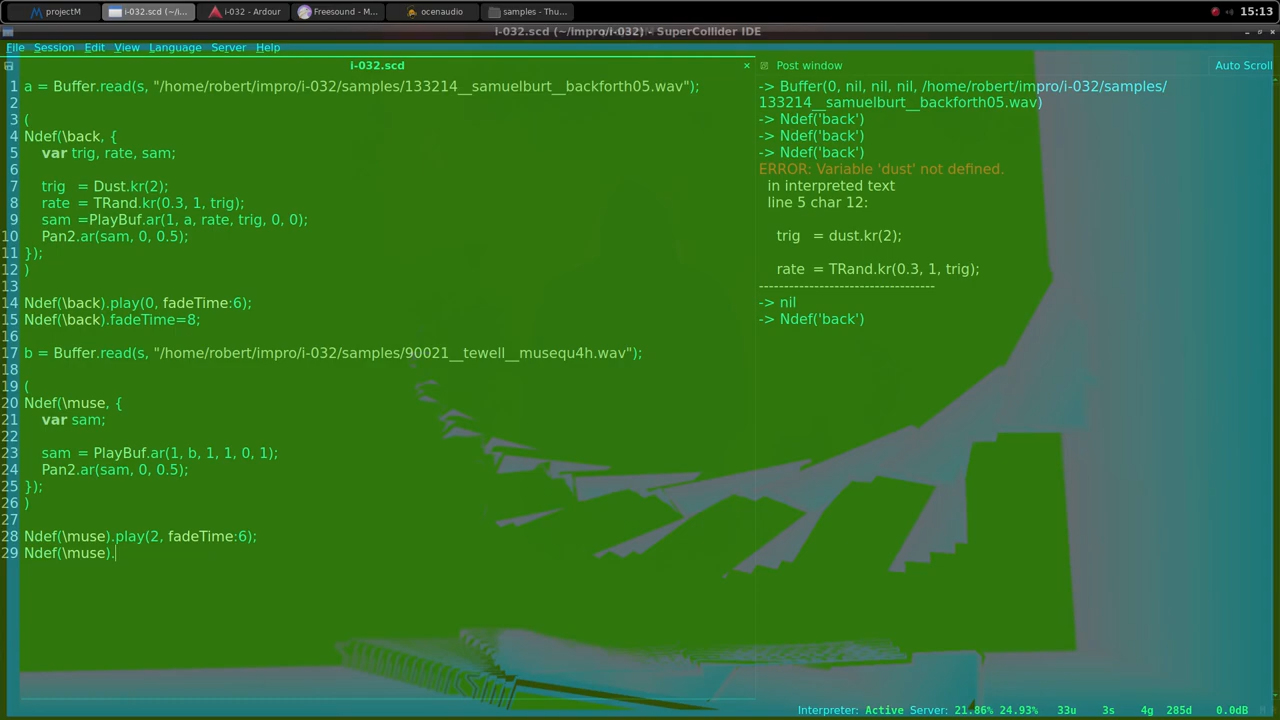 projectM
i-032.scd (~/i...
i-032 - Ardour
Freesound - M...
ocenaudio
samples - Thu...
15:13
i-032.scd (~/impro/i-032) - SuperCollider IDE
File Session Edit View Language Server Help
i-032.scd
1 a = Buffer.read(s, "/home/robert/impro/i-032/samples/133214__samuelburt__backforth05.wav");
2
3 (
4 Ndef(\back, {
5 var trig, rate, sam;
6
7 trig = Dust.kr(2);
8 rate = TRand.kr(0.3, 1, trig);
9 sam =PlayBuf.ar(1, a, rate, trig, 0, 0);
10 Pan2.ar(sam, 0, 0.5);
11 });
12 )
13
14 Ndef(\back).play(0, fadeTime:6);
15 Ndef(\back).fadeTime=8;
16
17 b = Buffer.read(s, "/home/robert/impro/i-032/samples/90021__tewell__musequ4h.wav");
18
19 (
20 Ndef(\muse, {
21 var sam;
22
23 sam = PlayBuf.ar(1, b, 1, 1, 0, 1);
24 Pan2.ar(sam, 0, 0.5);
25 });
26 )
27
28 Ndef(\muse).play(2, fadeTime:6);
29 Ndef(\muse).
Post window
Auto Scroll
-> Buffer(0, nil, nil, nil, /home/robert/impro/i-032/samples/
133214__samuelburt__backforth05.wav)
-> Ndef('back')
-> Ndef('back')
-> Ndef('back')
ERROR: Variable 'dust' not defined.
in interpreted text
line 5 char 12:
trig = dust.kr(2);
rate = TRand.kr(0.3, 1, trig);
-----------------------------------
-> nil
-> Ndef('back')
Interpreter: Active Server: 21.86% 24.93% 33u 3s 4g 285d 0.0dB